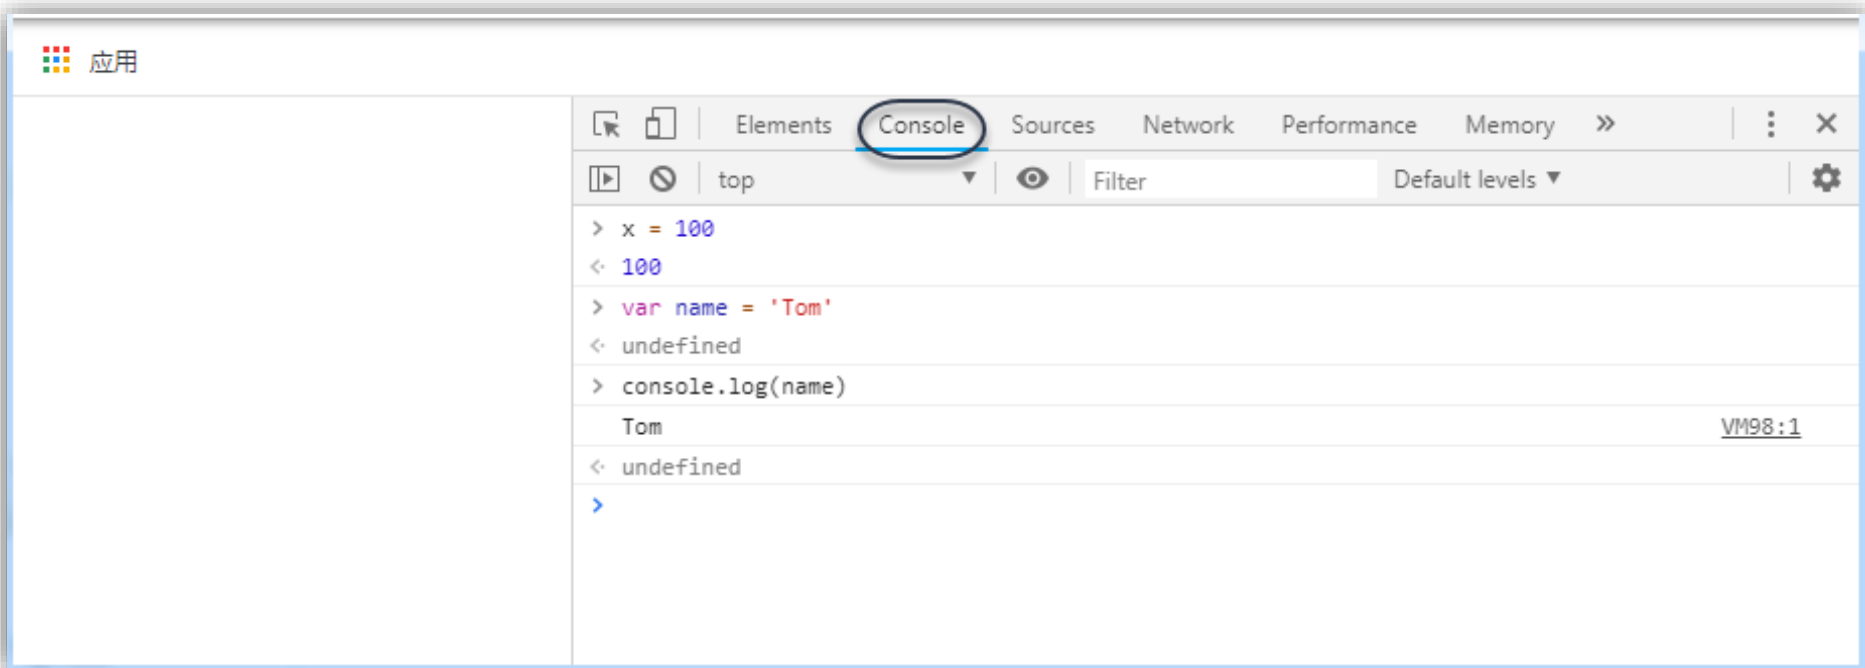 应用
Elements Console Sources Network Performance Memory »
top Filter Default levels
> x = 100
100
> var name = 'Tom'
undefined
> console.log(name)
Tom VM98:1
undefined
>